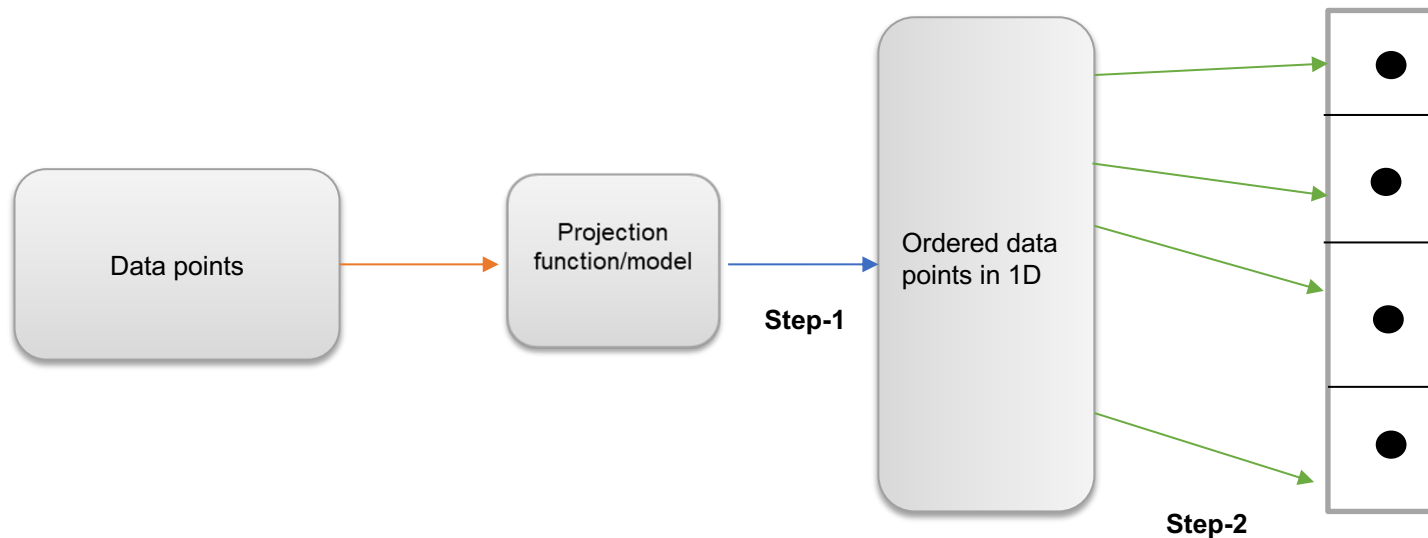 Data points
Projection
function/model
Step-1
Ordered data
points in 1D
Step-2